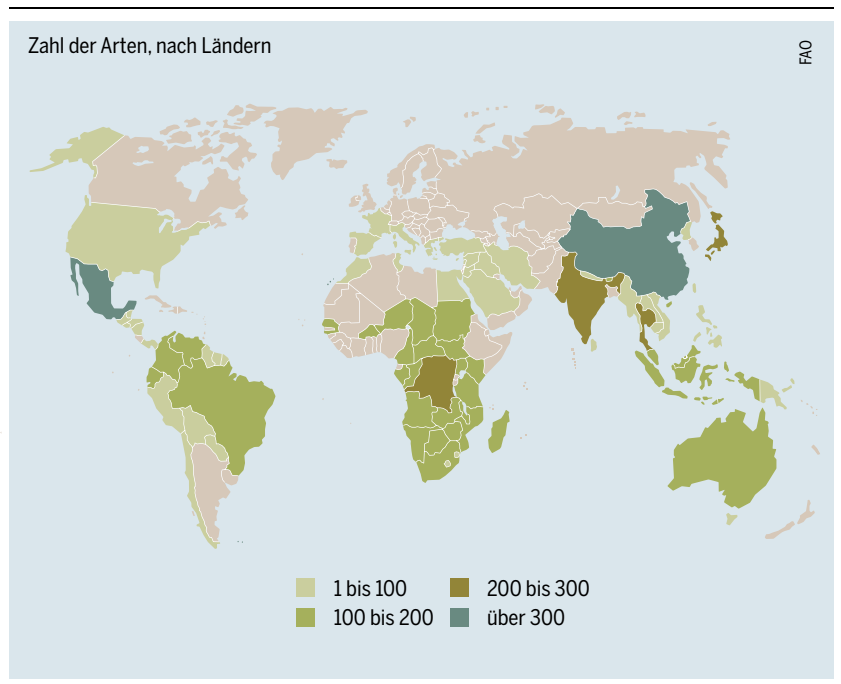 Zahl der Arten, nach Ländern
FAO
1 bis 100
200 bis 300
100 bis 200
über 300